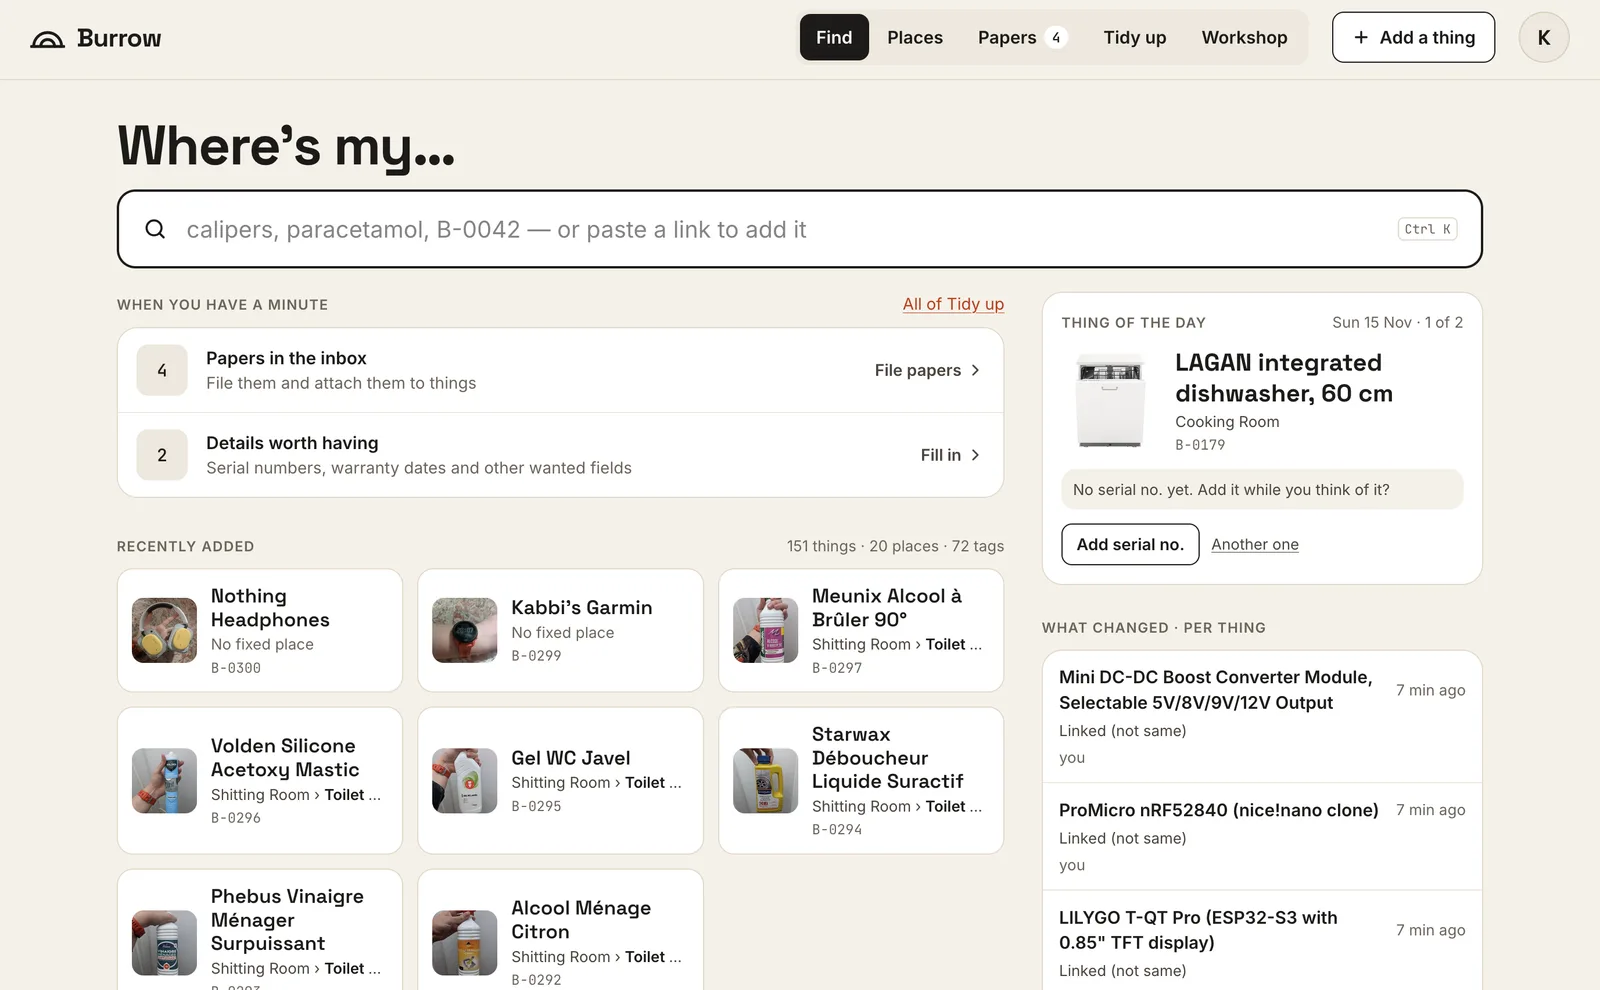 Burrow
Find
Places
Papers 4
Tidy up
Workshop
+ Add a thing
K
Where's my...
calipers, paracetamol, B-0042 — or paste a link to add it
Ctrl K
WHEN YOU HAVE A MINUTE
All of Tidy up
4
Papers in the inbox
File them and attach them to things
File papers
2
Details worth having
Serial numbers, warranty dates and other wanted fields
Fill in
RECENTLY ADDED
151 things · 20 places · 72 tags
Nothing
Headphones
No fixed place
B-0300
Kabbi's Garmin
No fixed place
B-0299
Meunix Alcool à
Brûler 90°
Shitting Room › Toilet ...
B-0297
Volden Silicone
Acetoxy Mastic
Shitting Room › Toilet ...
B-0296
Gel WC Javel
Shitting Room › Toilet ...
B-0295
Starwax
Déboucheur
Liquide Suractif
Shitting Room › Toilet ...
B-0294
Phebus Vinaigre
Ménager
Surpuissant
Shitting Room › Toilet ...
Alcool Ménage
Citron
Shitting Room › Toilet ...
B-0292
THING OF THE DAY
Sun 15 Nov · 1 of 2
LAGAN integrated
dishwasher, 60 cm
Cooking Room
B-0179
No serial no. yet. Add it while you think of it?
Add serial no.
Another one
WHAT CHANGED · PER THING
Mini DC-DC Boost Converter Module,
Selectable 5V/8V/9V/12V Output
7 min ago
Linked (not same)
you
ProMicro nRF52840 (nice!nano clone)
7 min ago
Linked (not same)
you
LILYGO T-QT Pro (ESP32-S3 with
0.85" TFT display)
7 min ago
Linked (not same)